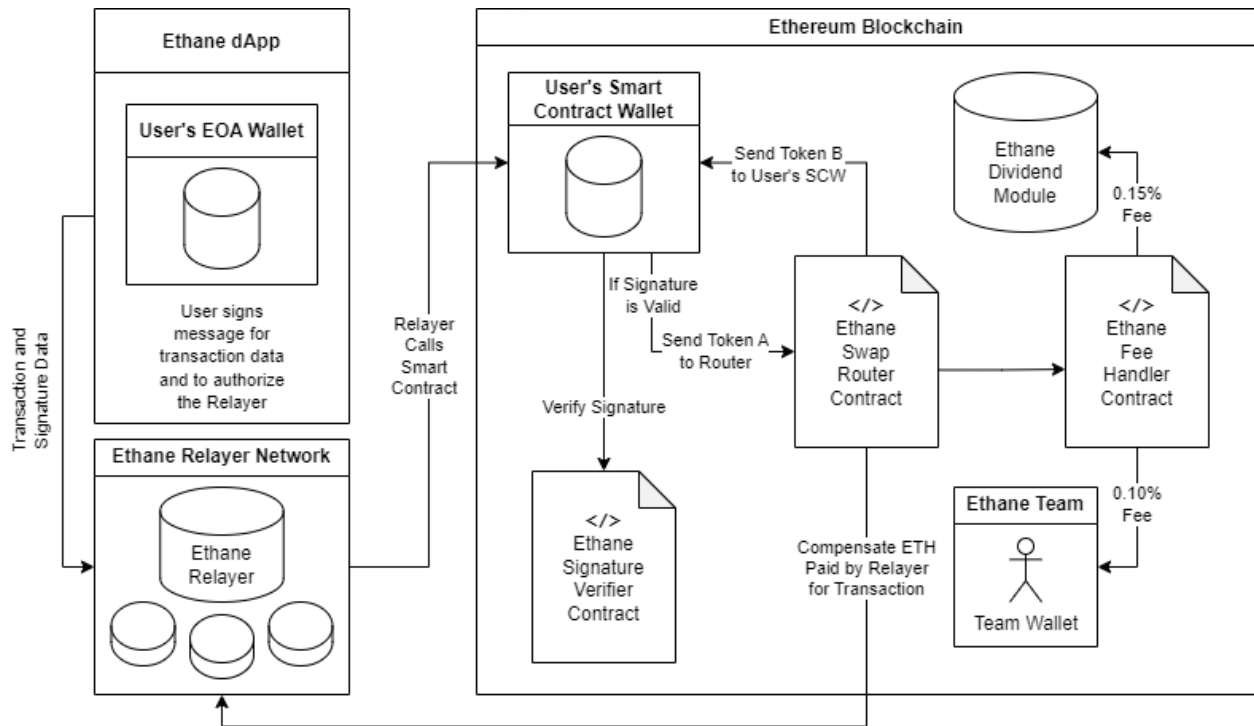 Ethane dApp
User's EOA Wallet
User signs
message for
transaction data
and to authorize
the Relayer
Transaction and
Signature Data
Ethane Relayer Network
Ethane
Relayer
Relayer
Calls
Smart
Contract
Ethereum Blockchain
User's Smart
Contract Wallet
Send Token B
to User's SCW
If Signature
is Valid
Send Token A
to Router
Verify Signature
</>
Ethane
Signature
Verifier
Contract
</>
Ethane
Swap
Router
Contract
Compensate ETH
Paid by Relayer
for Transaction
Ethane
Dividend
Module
0.15%
Fee
</>
Ethane
Fee
Handler
Contract
0.10%
Fee
Ethane Team
Team Wallet